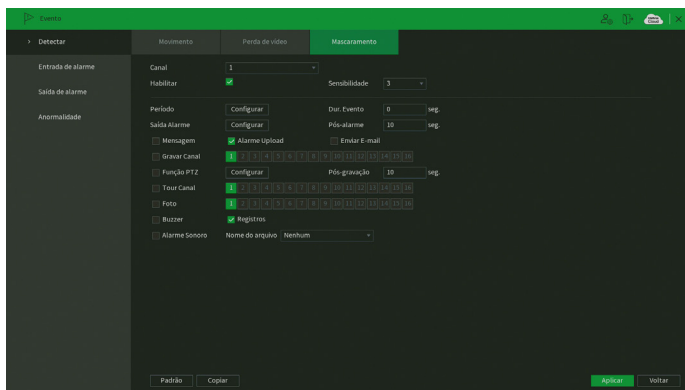 Evento
Detectar
Movimento Perda de vídeo Mascaramento
Entrada de alarme
Saída de alarme
Anormalidade
Canal 1
Habilitar Sensibilidade 3
Período Configurar Dur. Evento 0 seg.
Saída Alarme Configurar Pós-alarme 10 seg.
Mensagem Alarme Upload Enviar E-mail
Gravar Canal 1 2 3 4 5 6 7 8 9 10 11 12 13 14 15 16
Função PTZ Configurar Pós-gravação 10 seg.
Tour Canal 1 2 3 4 5 6 7 8 9 10 11 12 13 14 15 16
Foto 1 2 3 4 5 6 7 8 9 10 11 12 13 14 15 16
Buzzer Registros
Alarme Sonoro Nome do arquivo Nenhum
Padrão Copiar Aplicar Voltar